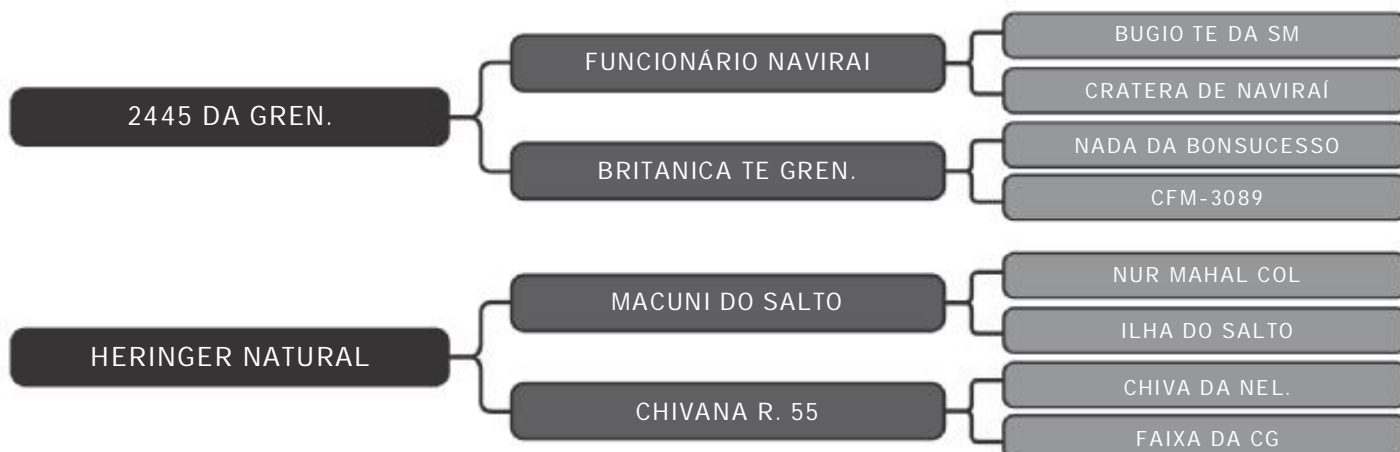 2445 DA GREN.
FUNCIONÁRIO NAVIRAI
BUGIO TE DA SM
CRATERA DE NAVIRAÍ
BRITANICA TE GREN.
NADA DA BONSUCESSO
CFM-3089
HERINGER NATURAL
MACUNI DO SALTO
NUR MAHAL COL
ILHA DO SALTO
CHIVANA R. 55
CHIVA DA NEL.
FAIXA DA CG